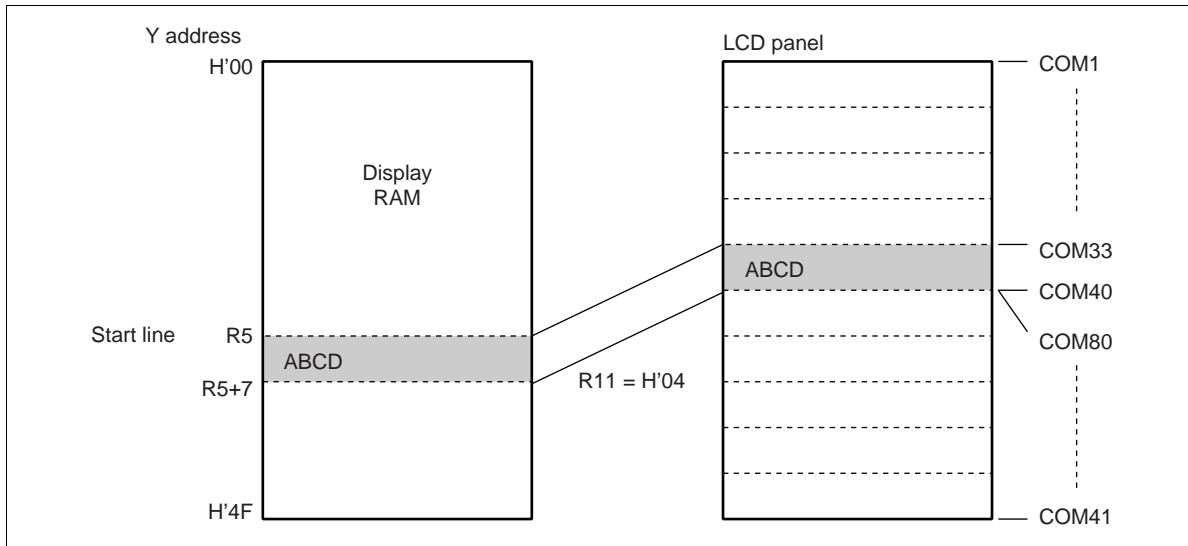 Y address
H'00
Display
RAM
Start line
R5
ABCD
R5+7
H'4F
R11 = H'04
LCD panel
ABCD
COM1
COM33
COM40
COM80
COM41